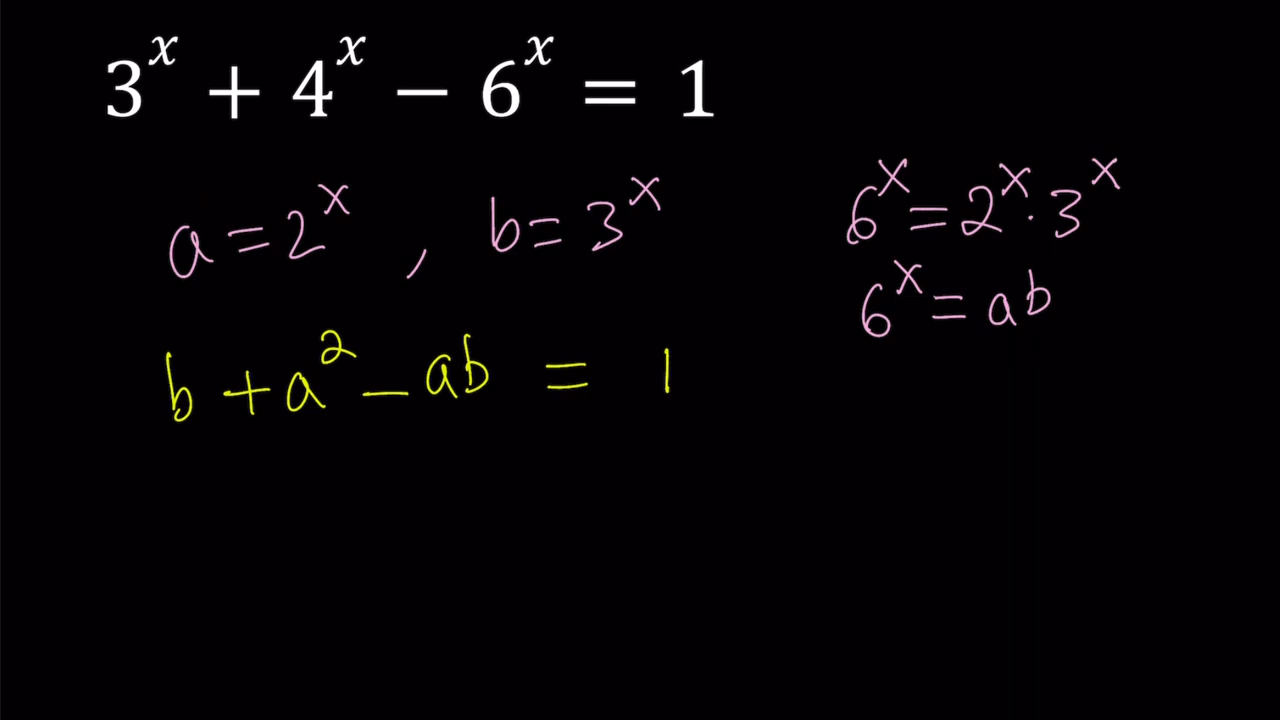 3^x + 4^x − 6^x = 1
a = 2^x , b = 3^x
6^x = 2^x · 3^x
6^x = ab
b + a^2 − ab = 1